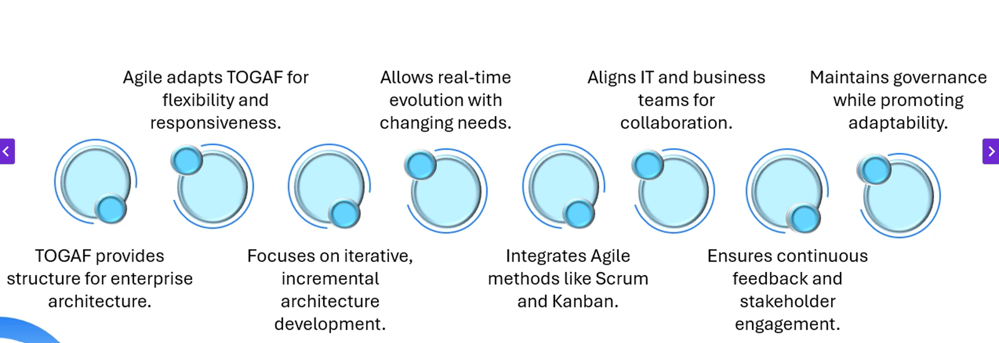 TOGAF provides
structure for enterprise
architecture.
Agile adapts TOGAF for
flexibility and
responsiveness.
Focuses on iterative,
incremental
architecture
development.
Allows real-time
evolution with
changing needs.
Integrates Agile
methods like Scrum
and Kanban.
Aligns IT and business
teams for
collaboration.
Ensures continuous
feedback and
stakeholder
engagement.
Maintains governance
while promoting
adaptability.